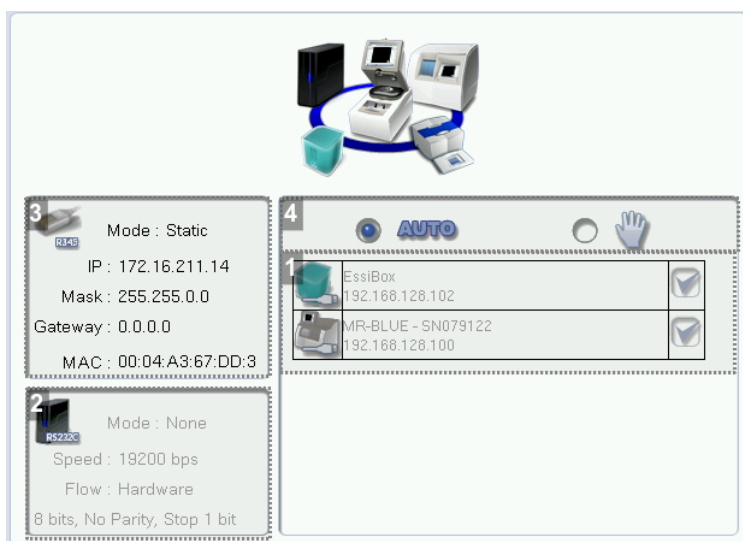 3
R345
Mode : Static
IP : 172.16.211.14
Mask : 255.255.0.0
Gateway : 0.0.0.0
MAC : 00:04:A3:67:DD:3
2
RS232C
Mode : None
Speed : 19200 bps
Flow : Hardware
8 bits, No Parity, Stop 1 bit
4
AUTO
1
EssiBox
192.168.128.102
MR-BLUE - SN079122
192.168.128.100